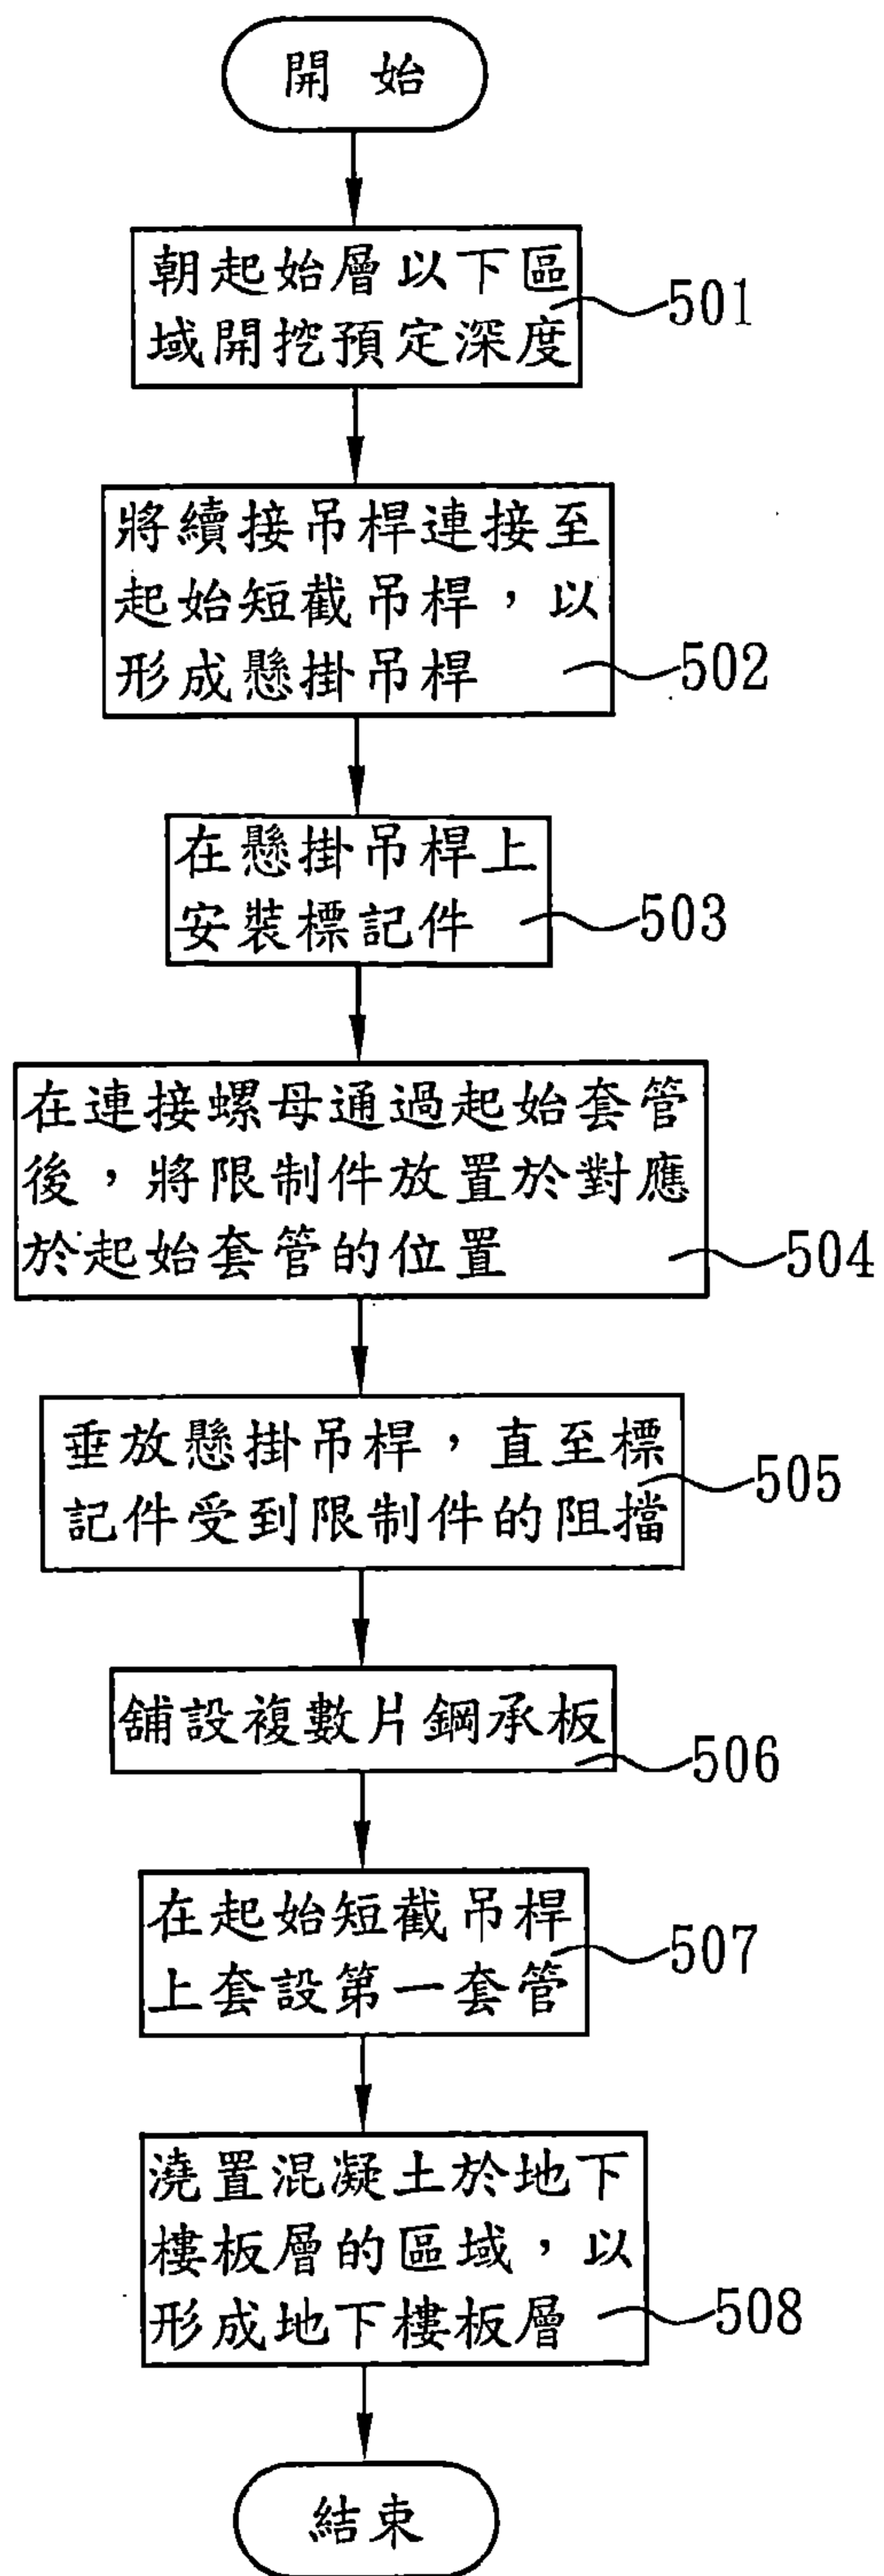 開 始
朝起始層以下區
域開挖預定深度
501
將續接吊桿連接至
起始短截吊桿，以
形成懸掛吊桿
502
在懸掛吊桿上
安裝標記件
503
在連接螺母通過起始套管
後，將限制件放置於對應
於起始套管的位置
504
垂放懸掛吊桿，直至標
記件受到限制件的阻擋
505
舖設複數片鋼承板
506
在起始短截吊桿
上套設第一套管
507
澆置混凝土於地下
樓板層的區域，以
形成地下樓板層
508
結束